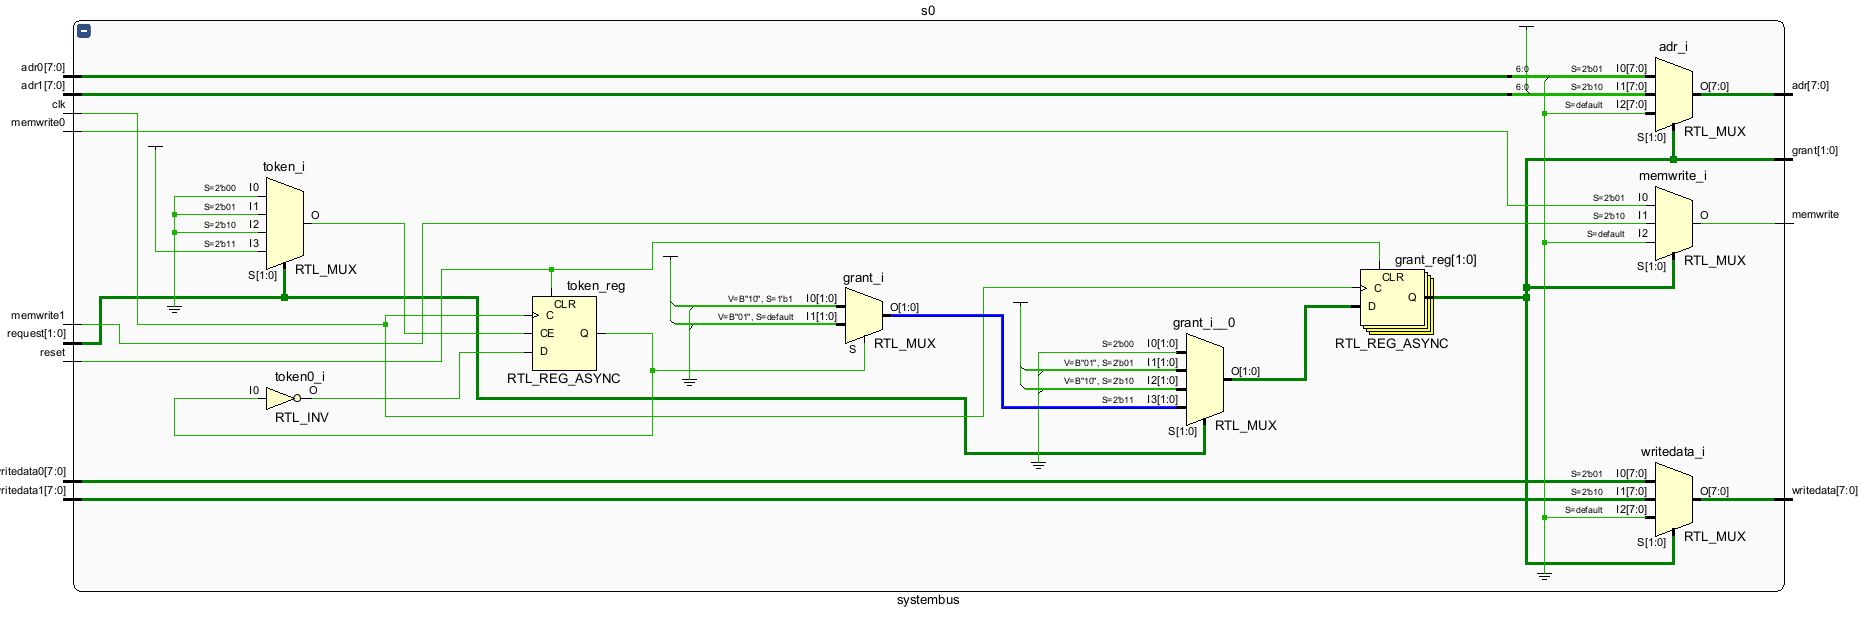 s0
adr0[7:0]
adr1[7:0]
clk
memwrite0
memwrite1
request[1:0]
reset
ritedata0[7:0]
ritedata1[7:0]
token_i
S=2'b00 I0
S=2'b01 I1
S=2'b10 I2
S=2'b11 I3
O
S[1:0]
RTL_MUX
token0_i
I0
O
RTL_INV
token_reg
CLR
C
CE
D
Q
RTL_REG_ASYNC
grant_i
V=B"10", S=1'b1 I0[1:0]
V=B"01", S=default I1[1:0]
O[1:0]
S
RTL_MUX
grant_i__0
S=2'b00 I0[1:0]
V=B"01", S=2'b01 I1[1:0]
V=B"10", S=2'b10 I2[1:0]
S=2'b11 I3[1:0]
O[1:0]
S[1:0]
RTL_MUX
grant_reg[1:0]
CLR
C
D
Q
RTL_REG_ASYNC
adr_i
6:0 S=2'b01 I0[7:0]
6:0 S=2'b10 I1[7:0]
S=default I2[7:0]
O[7:0]
S[1:0]
RTL_MUX
memwrite_i
S=2'b01 I0
S=2'b10 I1
S=default I2
O
S[1:0]
RTL_MUX
writedata_i
S=2'b01 I0[7:0]
S=2'b10 I1[7:0]
S=default I2[7:0]
O[7:0]
S[1:0]
RTL_MUX
adr[7:0]
grant[1:0]
memwrite
writedata[7:0]
systembus